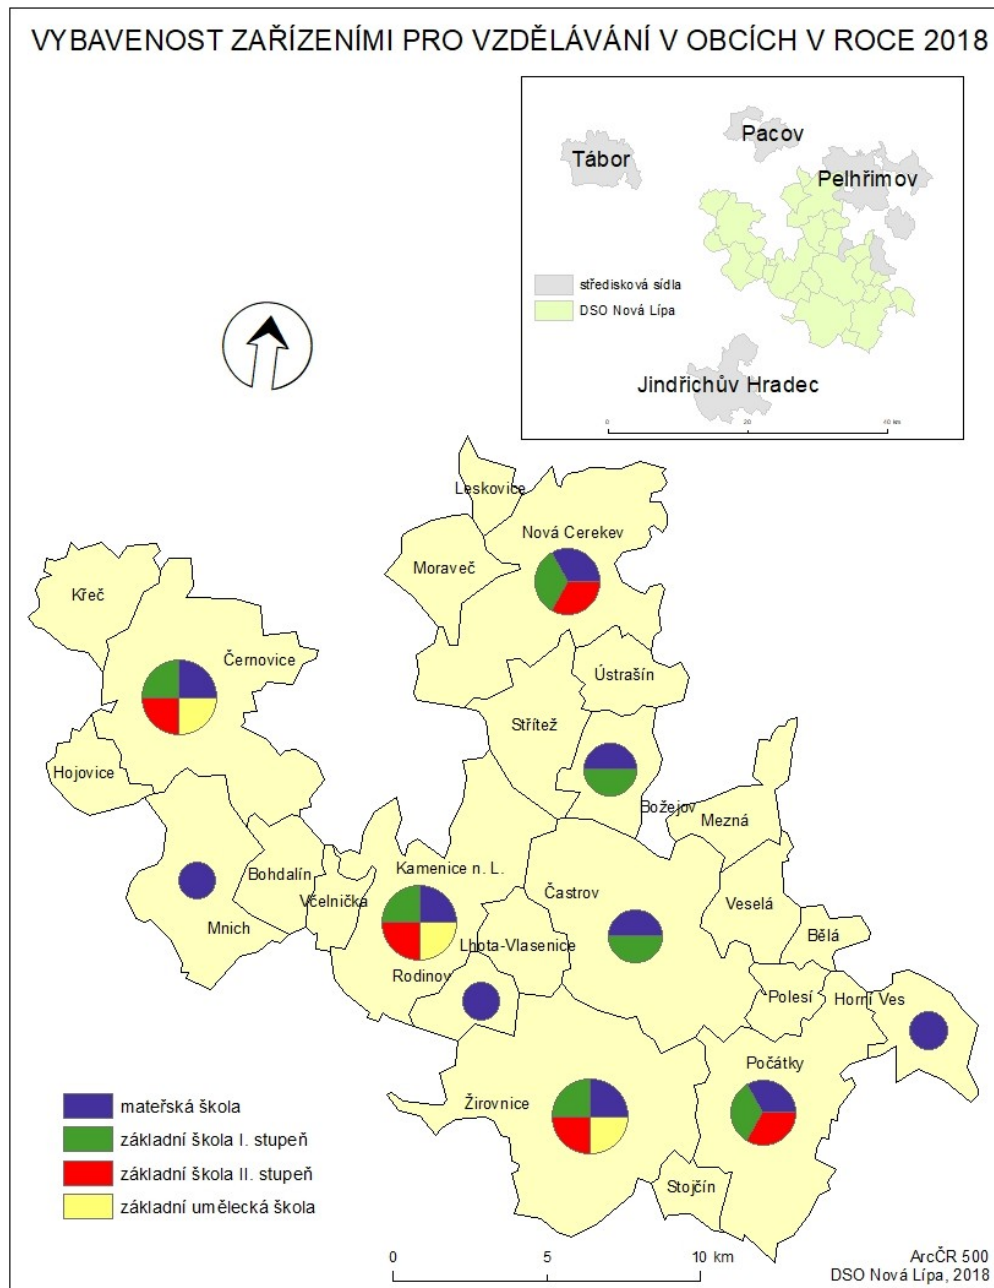 VYBAVENOST ZAŘÍZENÍMI PRO VZDĚLÁVÁNÍ V OBCÍCH V ROCE 2018
Pacov
Tábor
Pelhřimov
středisková sídla
DSO Nová Lípa
Jindřichův Hradec
0 20 40 km
Leskovice
Nová Cerekev
Moraveč
Křeč
Černovice
Ústrašín
Střítež
Hojovice
Božejov
Mezná
Bohdalín
Kamenice n. L.
Včelnička
Častrov
Veselá
Mnich
Lhota-Vlasenice
Bělá
Rodinov
Polesí
Horní Ves
Počátky
Žirovnice
Stojčín
mateřská škola
základní škola I. stupeň
základní škola II. stupeň
základní umělecká škola
0 5 10 km
ArcČR 500
DSO Nová Lípa, 2018